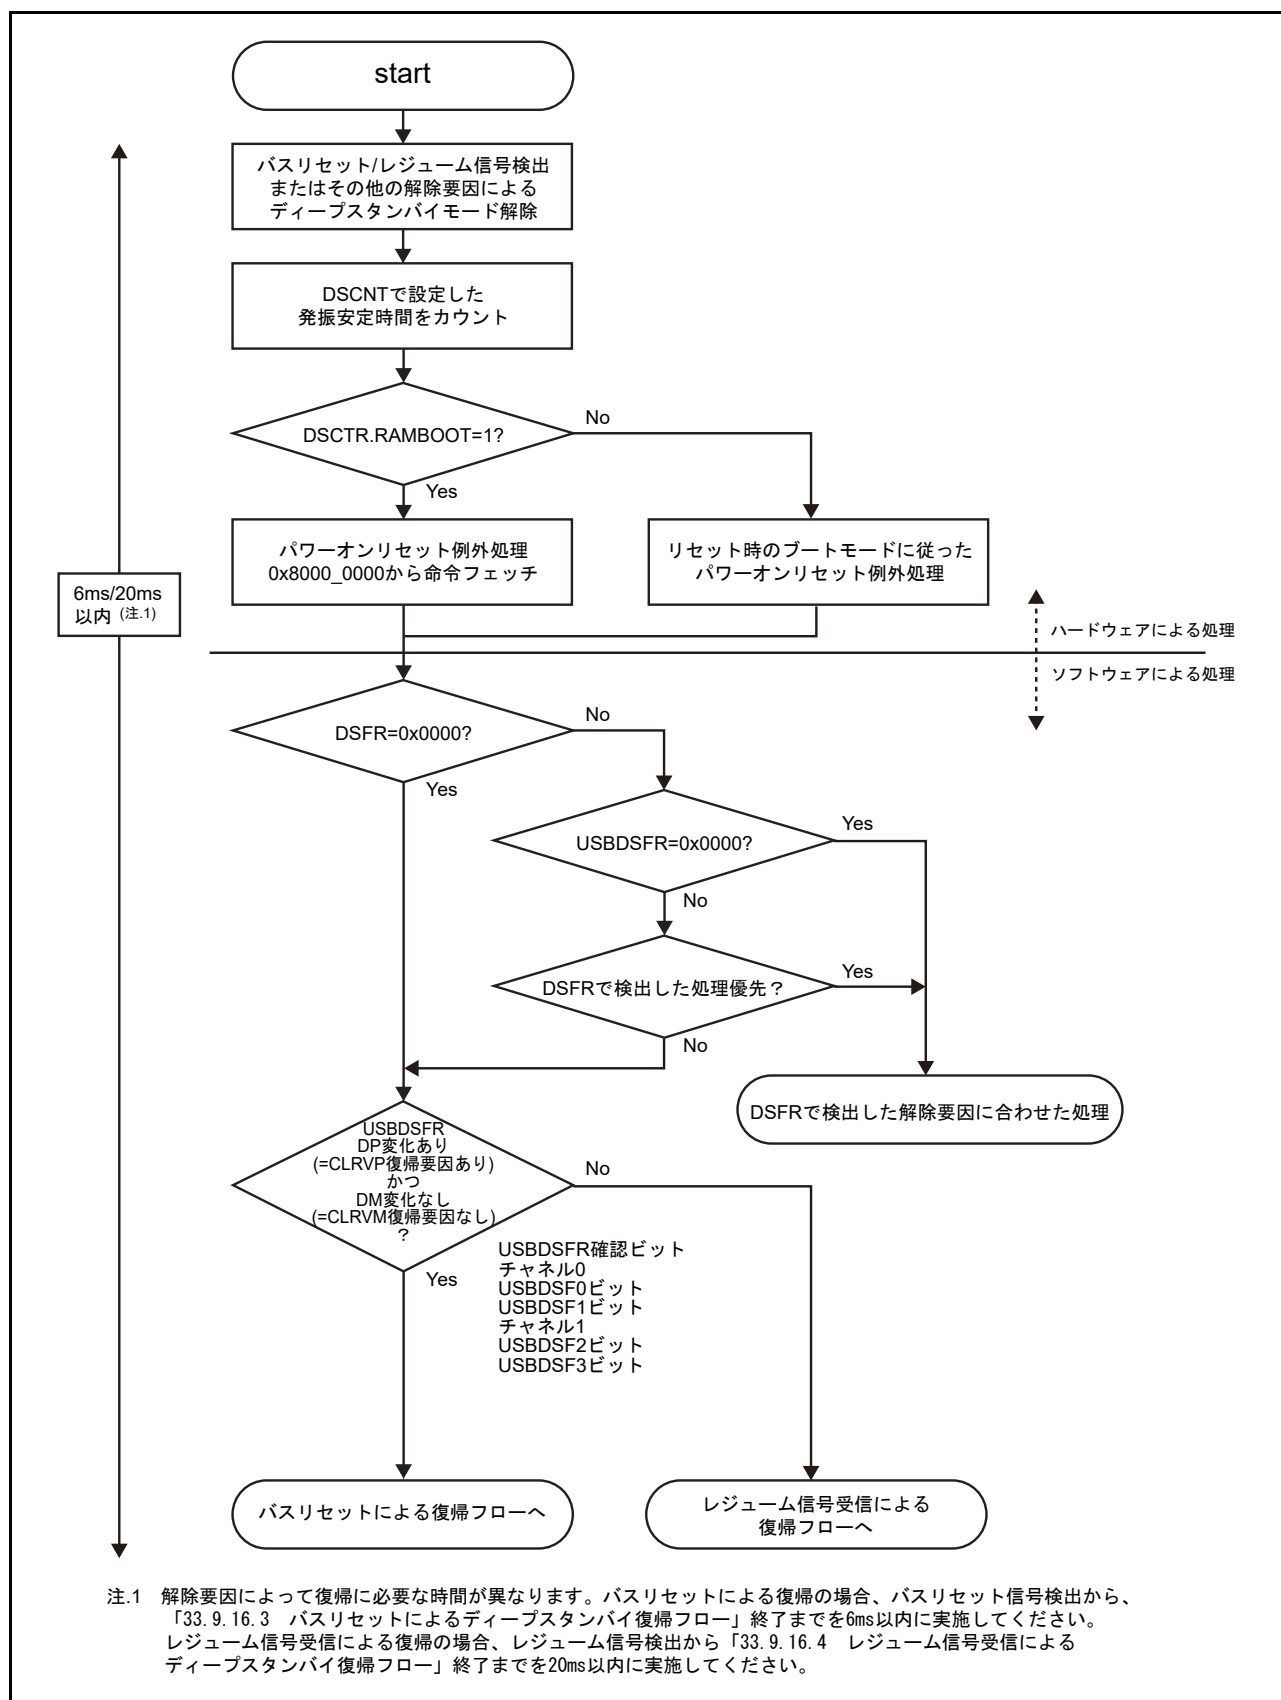 start
バスリセット/レジューム信号検出
またはその他の解除要因による
ディープスタンバイモード解除
DSCNTで設定した
発振安定時間をカウント
DSCTR.RAMBOOT=1?
No
Yes
パワーオンリセット例外処理
0x8000_0000から命令フェッチ
リセット時のブートモードに従った
パワーオンリセット例外処理
6ms/20ms
以内 (注.1)
ハードウェアによる処理
ソフトウェアによる処理
DSFR=0x0000?
No
Yes
USBDSFR=0x0000?
Yes
No
DSFRで検出した処理優先？
Yes
No
DSFRで検出した解除要因に合わせた処理
USBDSFR
DP変化あり
(=CLRVP復帰要因あり)
かつ
DM変化なし
(=CLRVM復帰要因なし)
？
No
Yes
USBDSFR確認ビット
チャネル0
USBDSF0ビット
USBDSF1ビット
チャネル1
USBDSF2ビット
USBDSF3ビット
バスリセットによる復帰フローへ
レジューム信号受信による
復帰フローへ
注.1 解除要因によって復帰に必要な時間が異なります。バスリセットによる復帰の場合、バスリセット信号検出から、
「33.9.16.3 バスリセットによるディープスタンバイ復帰フロー」終了までを6ms以内に実施してください。
レジューム信号受信による復帰の場合、レジューム信号検出から「33.9.16.4 レジューム信号受信による
ディープスタンバイ復帰フロー」終了までを20ms以内に実施してください。